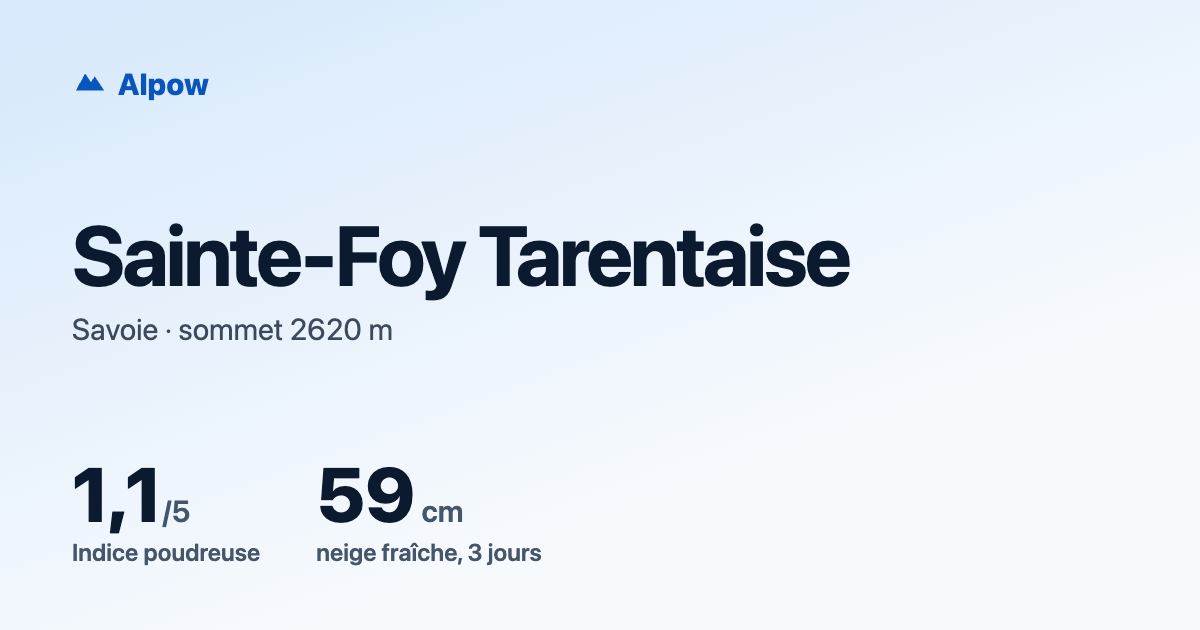 Alpow
Sainte-Foy Tarentaise
Savoie · sommet 2620 m
1,1/5
Indice poudreuse
59 cm
neige fraîche, 3 jours